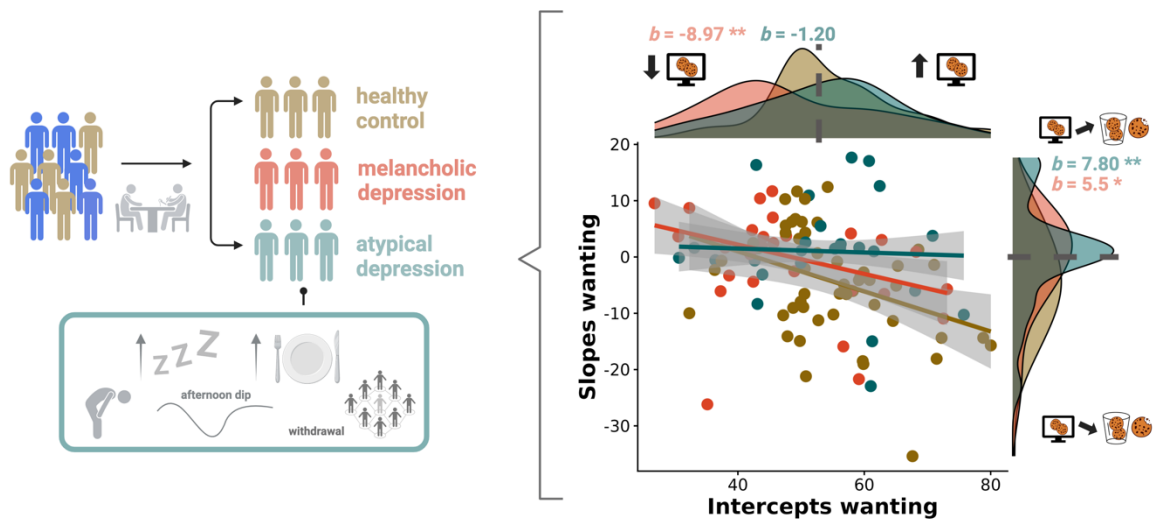 healthy
control
melancholic
depression
atypical
depression
z z Z
afternoon dip
withdrawal
b = -8.97 ** b = -1.20
b = 7.80 **
b = 5.5 *
Slopes wanting
20
10
0
-10
-20
-30
40 60 80
Intercepts wanting